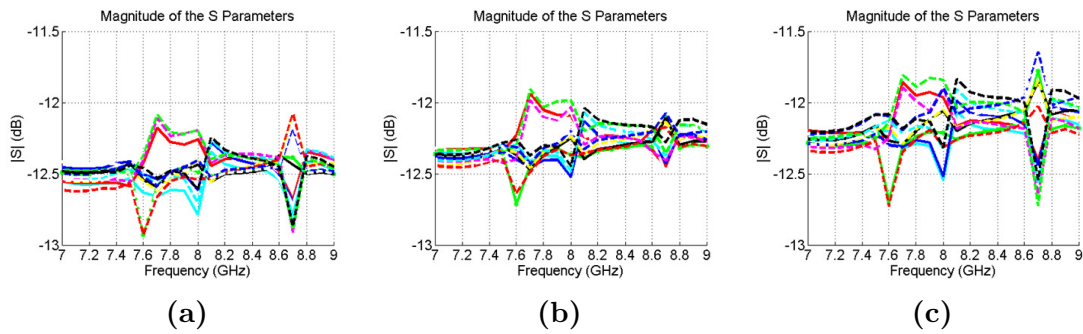 Magnitude of the S Parameters
-11.5
-12
-12.5
-13
|S| (dB)
7 7.2 7.4 7.6 7.8 8 8.2 8.4 8.6 8.8 9
Frequency (GHz)
(a)
Magnitude of the S Parameters
-11.5
-12
-12.5
-13
|S| (dB)
7 7.2 7.4 7.6 7.8 8 8.2 8.4 8.6 8.8 9
Frequency (GHz)
(b)
Magnitude of the S Parameters
-11.5
-12
-12.5
-13
|S| (dB)
7 7.2 7.4 7.6 7.8 8 8.2 8.4 8.6 8.8 9
Frequency (GHz)
(c)